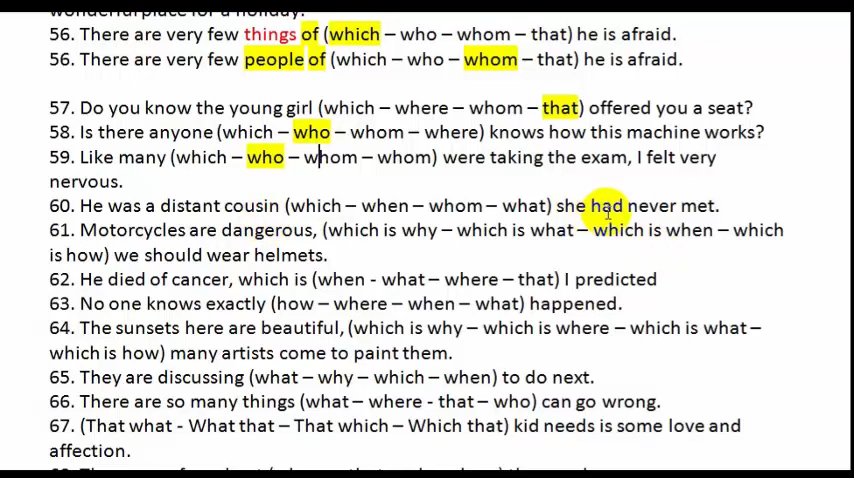 wonderful place for a holiday.
56. There are very few things of (which – who – whom – that) he is afraid.
56. There are very few people of (which – who – whom – that) he is afraid.
57. Do you know the young girl (which – where – whom – that) offered you a seat?
58. Is there anyone (which – who – whom – where) knows how this machine works?
59. Like many (which – who – whom – whom) were taking the exam, I felt very
nervous.
60. He was a distant cousin (which – when – whom – what) she had never met.
61. Motorcycles are dangerous, (which is why – which is what – which is when – which
is how) we should wear helmets.
62. He died of cancer, which is (when - what – where – that) I predicted
63. No one knows exactly (how – where – when – what) happened.
64. The sunsets here are beautiful, (which is why – which is where – which is what –
which is how) many artists come to paint them.
65. They are discussing (what – why – which – when) to do next.
66. There are so many things (what – where - that – who) can go wrong.
67. (That what - What that – That which – Which that) kid needs is some love and
affection.